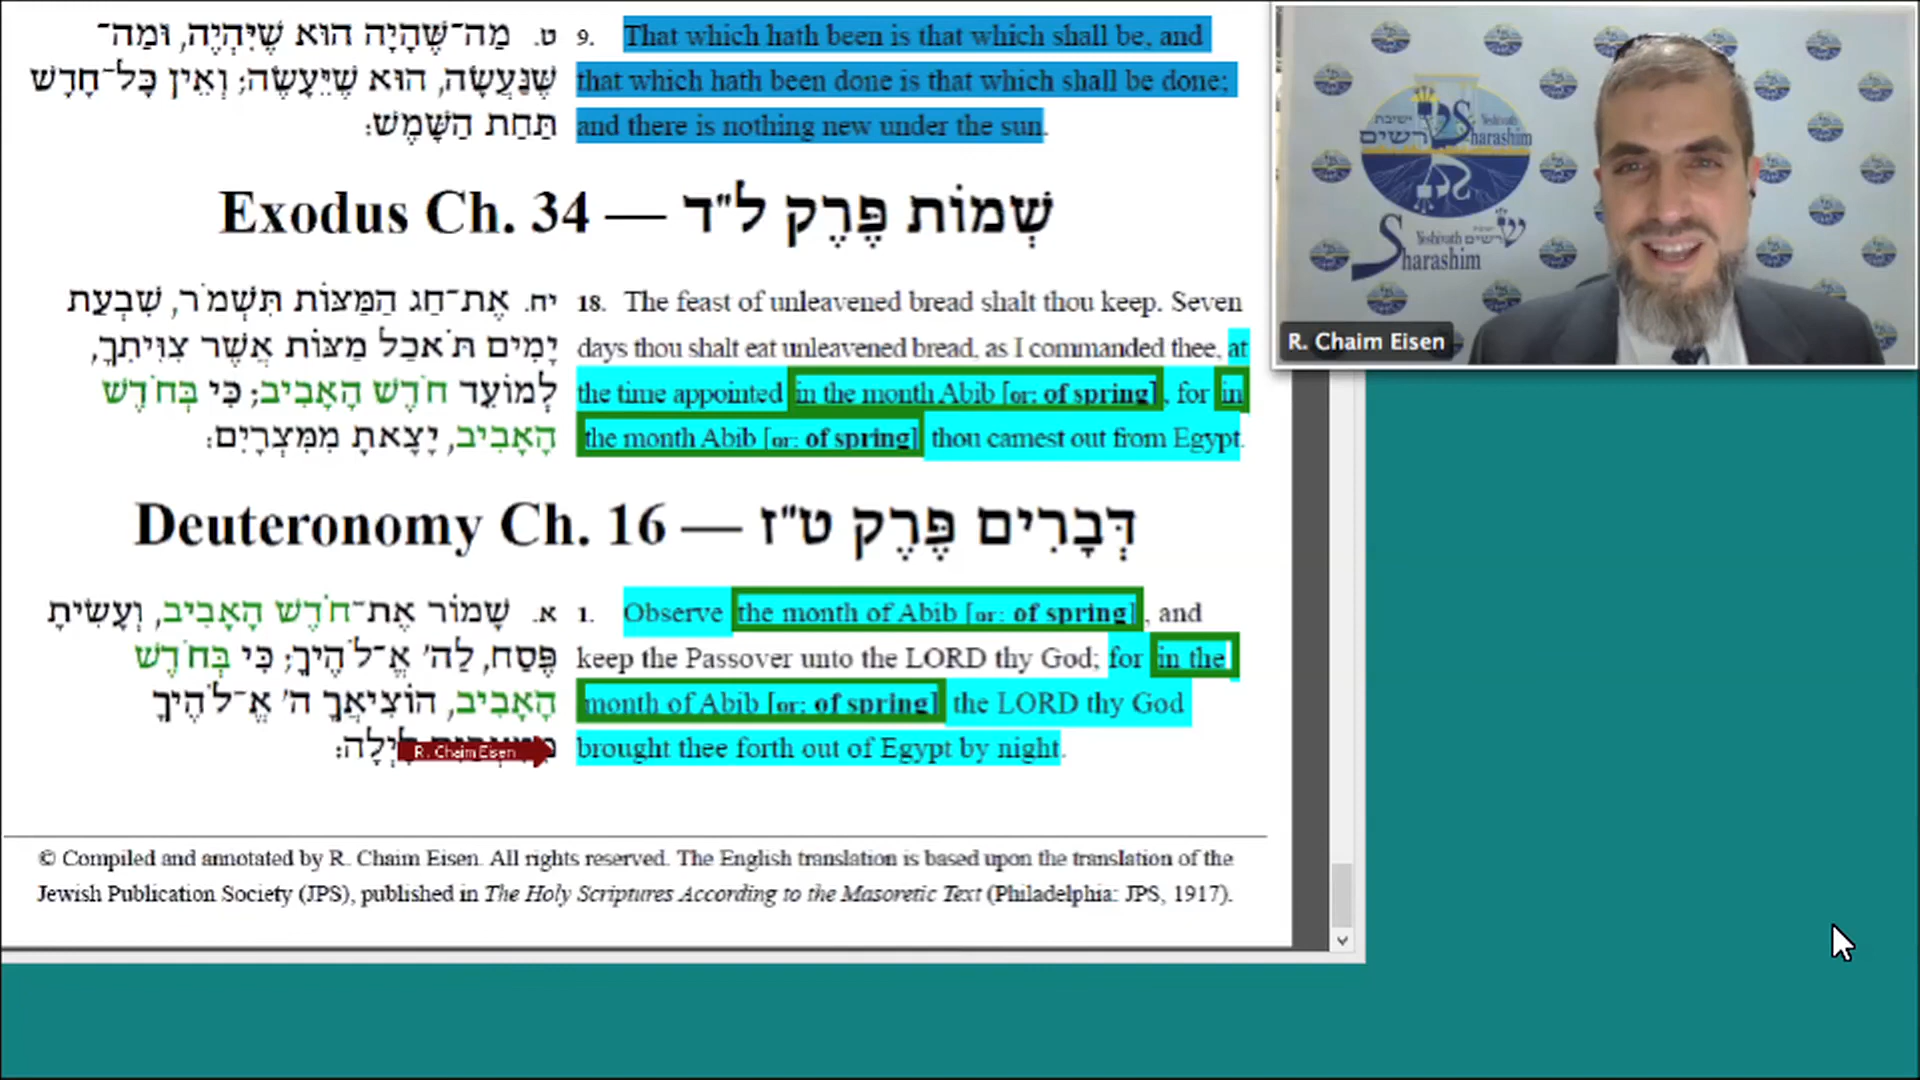 ט. מַה־שֶּׁהָיָה הוּא שֶׁיִּהְיֶה, וּמַה־
שֶּׁנַּעֲשָׂה, הוּא שֶׁיֵּעָשֶׂה; וְאֵין כָּל־חָדָשׁ
תַּחַת הַשָּׁמֶשׁ:
9. That which hath been is that which shall be, and
that which hath been done is that which shall be done;
and there is nothing new under the sun.
Exodus Ch. 34 — שְׁמוֹת פֶּרֶק ל"ד
יח. אֶת־חַג הַמַּצּוֹת תִּשְׁמֹר, שִׁבְעַת
יָמִים תֹּאכַל מַצּוֹת אֲשֶׁר צִוִּיתִךָ,
לְמוֹעֵד חֹדֶשׁ הָאָבִיב; כִּי בְּחֹדֶשׁ
הָאָבִיב, יָצָאתָ מִמִּצְרָיִם:
18. The feast of unleavened bread shalt thou keep. Seven
days thou shalt eat unleavened bread, as I commanded thee, at
the time appointed in the month Abib [or: of spring], for in
the month Abib [or: of spring] thou camest out from Egypt.
Deuteronomy Ch. 16 — דְּבָרִים פֶּרֶק ט"ז
א. שָׁמוֹר אֶת־חֹדֶשׁ הָאָבִיב, וְעָשִׂיתָ
פֶּסַח, לַה' אֱ־לֹהֶיךָ; כִּי בְּחֹדֶשׁ
הָאָבִיב, הוֹצִיאֲךָ ה' אֱ־לֹהֶיךָ
לָיְלָה:
R. Chaim Eisen
1. Observe the month of Abib [or: of spring], and
keep the Passover unto the LORD thy God; for in the
month of Abib [or: of spring] the LORD thy God
brought thee forth out of Egypt by night.
© Compiled and annotated by R. Chaim Eisen. All rights reserved. The English translation is based upon the translation of the
Jewish Publication Society (JPS), published in The Holy Scriptures According to the Masoretic Text (Philadelphia: JPS, 1917).
ישיבת שרשים
Yeshivath Sharashim
Yeshivath ישיבת שרשים
Sharashim
R. Chaim Eisen